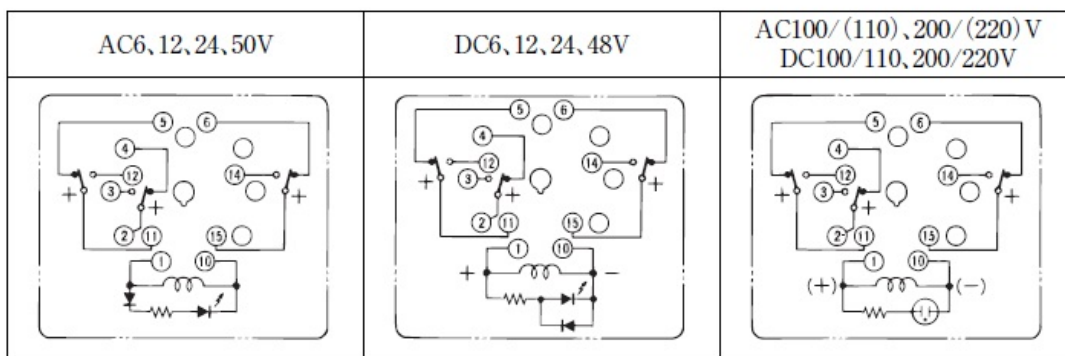 AC6、12、24、50V
DC6、12、24、48V
AC100/(110)、200/(220)V
DC100/110、200/220V
5 6
4
12
3
14
+ + +
2 11 15
1 10
5 6
4
12
3
14
+ + +
2 11 15
1 10
+ −
5 6
4
12
3
14
+ + +
2 11 15
1 10
(+) (−)